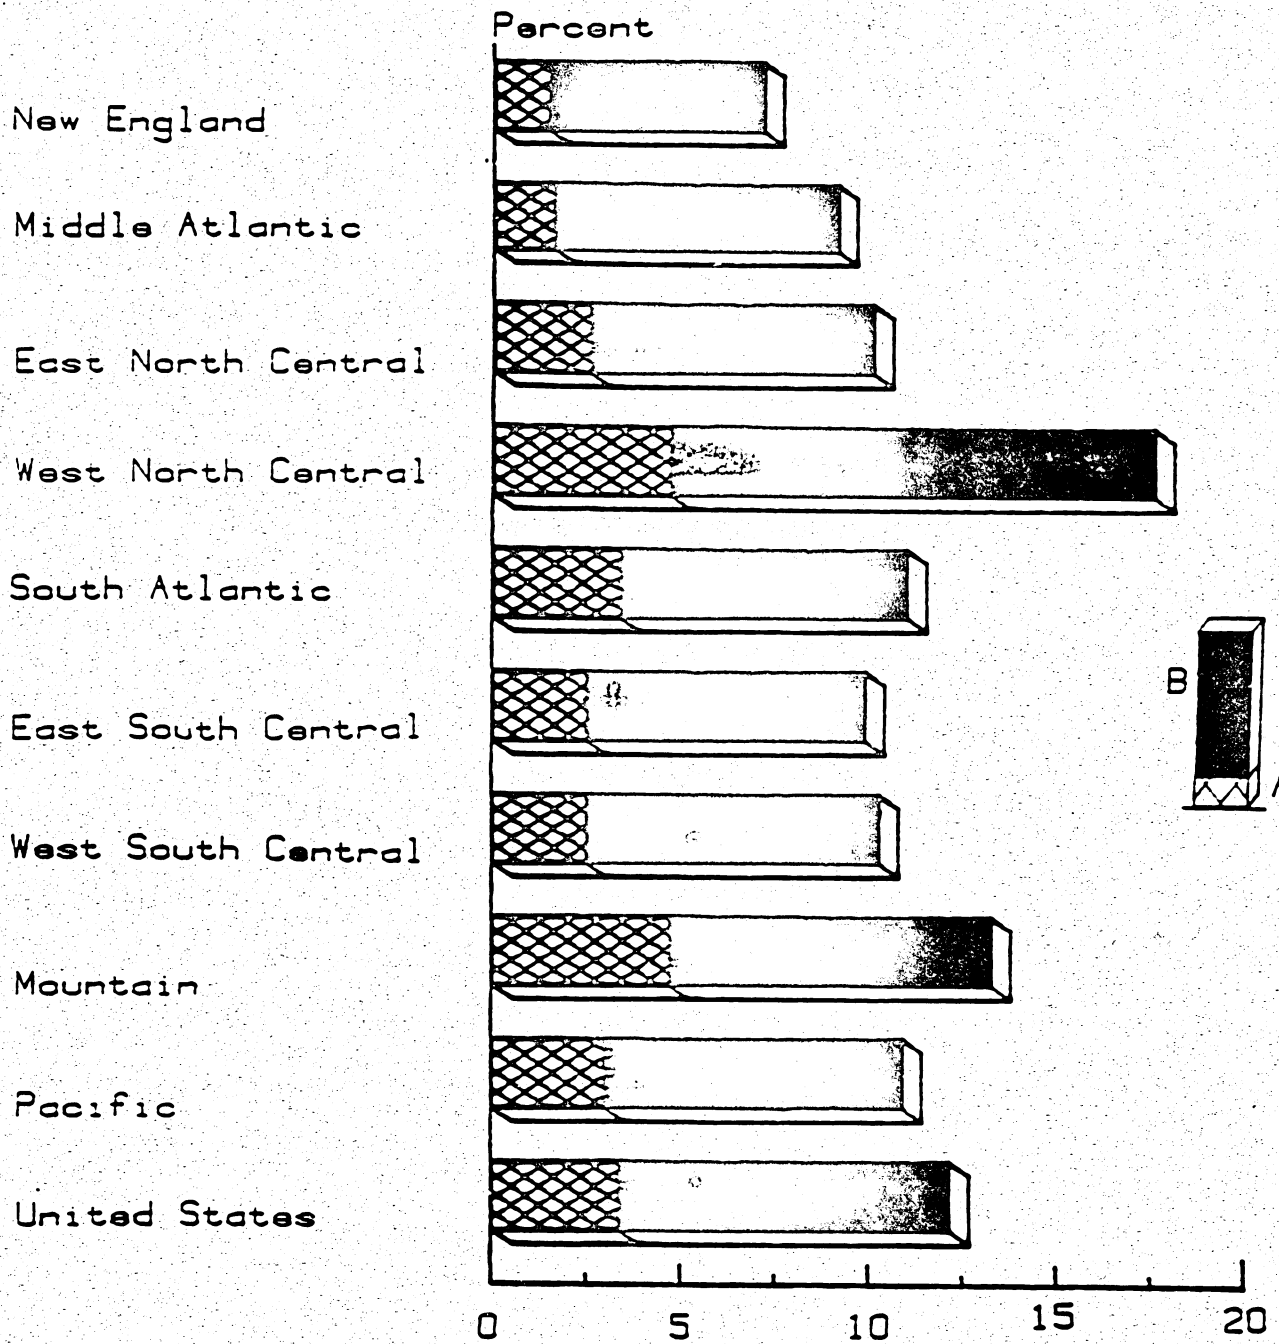 Percent
New England
Middle Atlantic
East North Central
West North Central
South Atlantic
B
East South Central
A
West South Central
Mountain
Pacific
United States
0 5 10 15 20